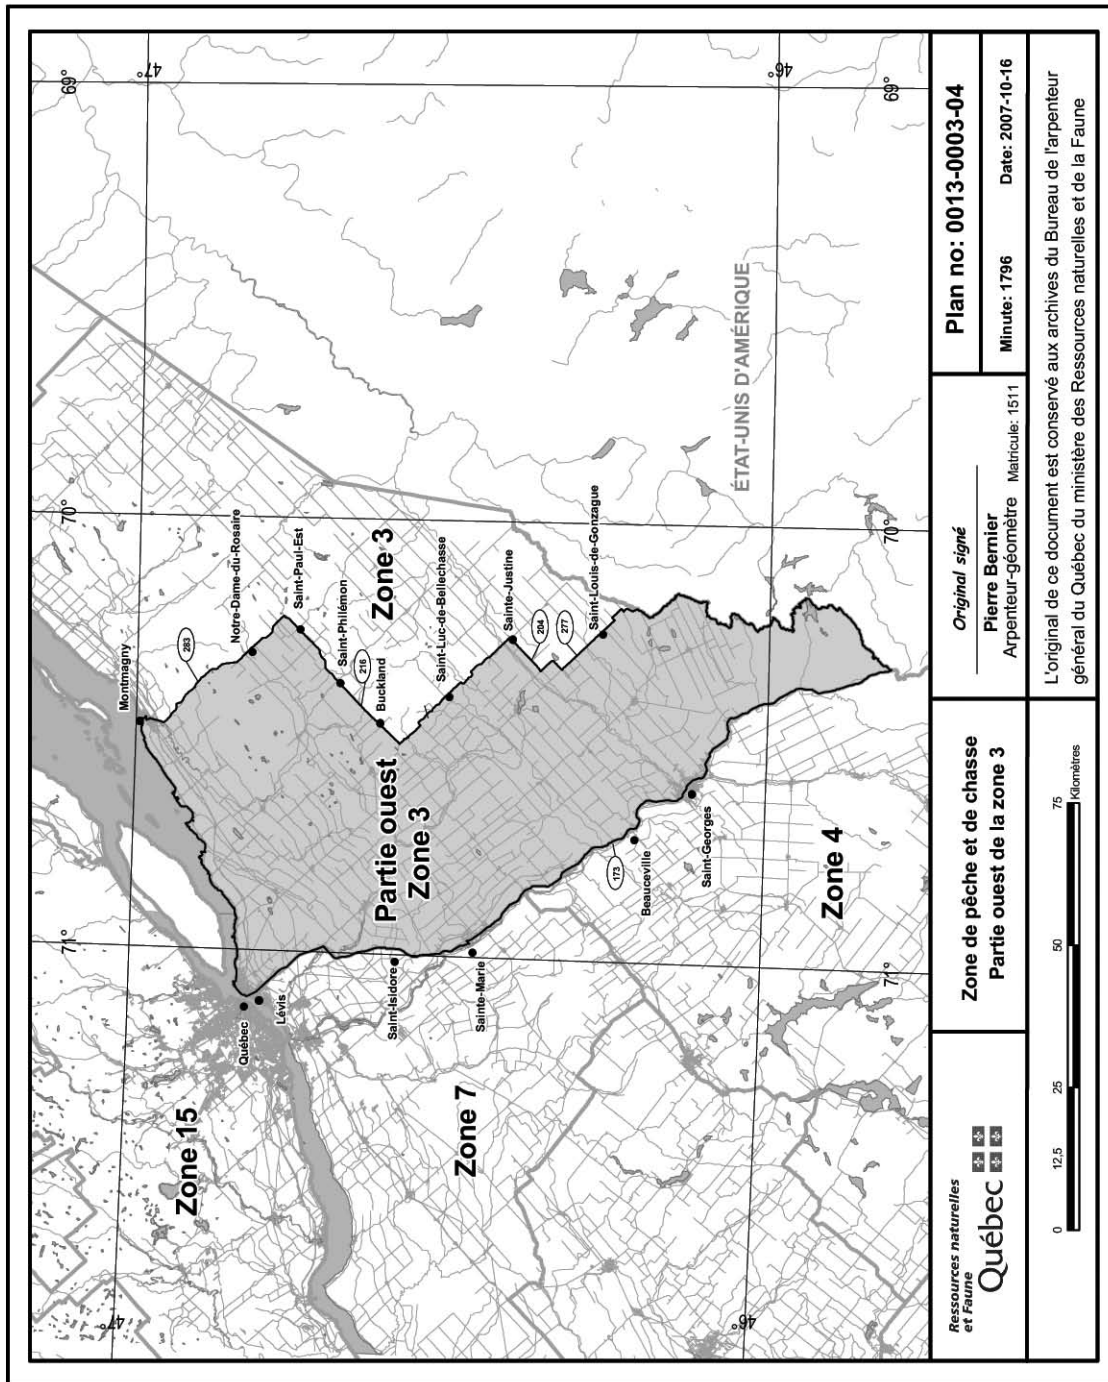 69°
47°
46°
69°
70°
70°
71°
71°
47°
46°
Montmagny
283
Notre-Dame-du-Rosaire
Saint-Paul-Est
Saint-Philémon
216
Buckland
Zone 3
Saint-Luc-de-Bellechasse
Sainte-Justine
204
277
Saint-Louis-de-Gonzague
ÉTAT-UNIS D'AMÉRIQUE
Partie ouest
Zone 3
Québec
Lévis
Saint-Isidore
Sainte-Marie
173
Beauceville
Saint-Georges
Zone 15
Zone 7
Zone 4
Ressources naturelles
et Faune
Québec
Zone de pêche et de chasse
Partie ouest de la zone 3
Original signé
Pierre Bernier
Arpenteur-géomètre Matricule: 1511
Plan no: 0013-0003-04
Minute: 1796 Date: 2007-10-16
0 12,5 25 50 75
Kilomètres
L'original de ce document est conservé aux archives du Bureau de l'arpenteur
général du Québec du ministère des Ressources naturelles et de la Faune